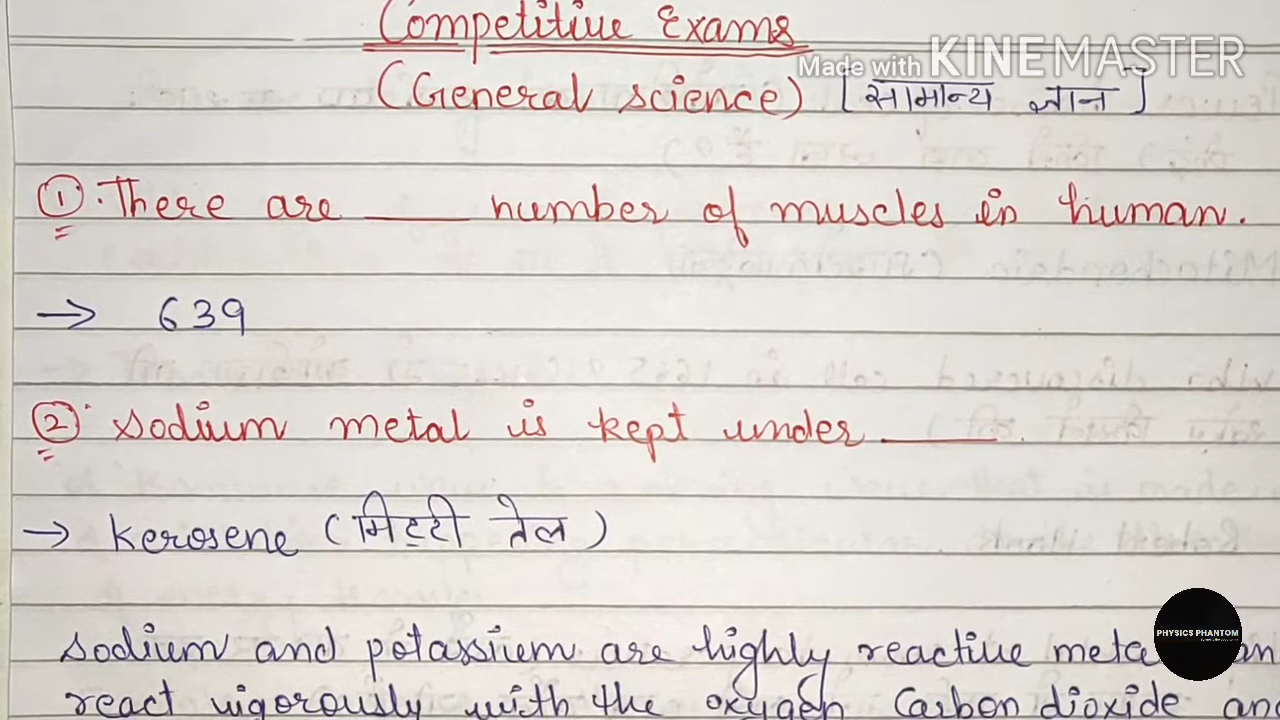 Competitive Exams
Made with KINEMASTER
(General science) [सामान्य ज्ञान]
① There are ____ number of muscles in human.
→ 639
② Sodium metal is kept under ____.
→ Kerosene (मिट्टी तेल)
PHYSICS PHANTOM
Sodium and potassium are highly reactive
react vigorously with the oxygen, Carbon dioxide